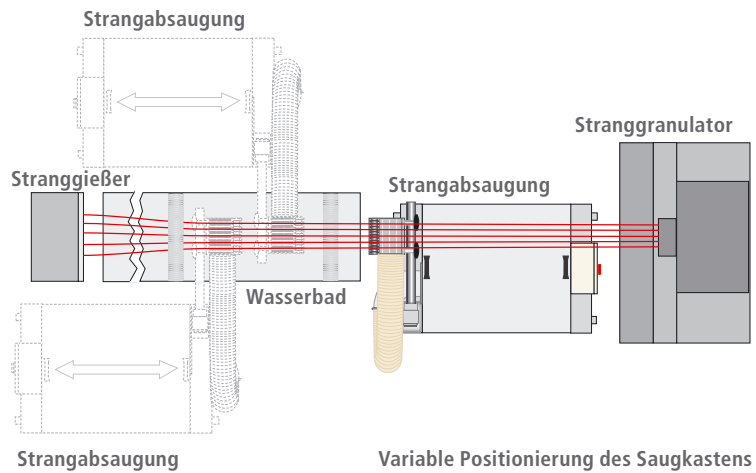 Strangabsaugung
Stranggranulator
Stranggießer
Strangabsaugung
Wasserbad
Strangabsaugung
Variable Positionierung des Saugkastens